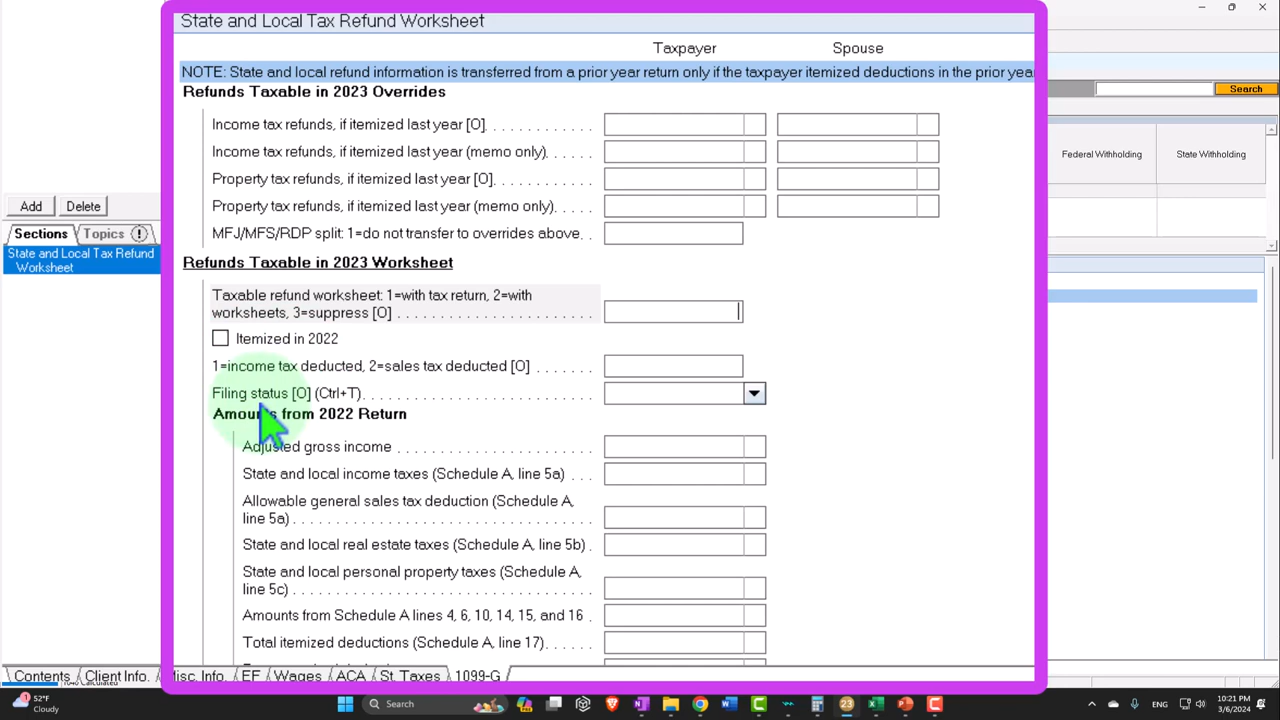 State and Local Tax Refund Worksheet
Taxpayer Spouse
NOTE: State and local refund information is transferred from a prior year return only if the taxpayer itemized deductions in the prior yea
Refunds Taxable in 2023 Overrides
Search
Income tax refunds, if itemized last year [O]
Income tax refunds, if itemized last year (memo only)
Federal Withholding State Withholding
Property tax refunds, if itemized last year [O]
Property tax refunds, if itemized last year (memo only)
Add Delete
MFJ/MFS/RDP split: 1=do not transfer to overrides above
Sections Topics
State and Local Tax Refund
Worksheet
Refunds Taxable in 2023 Worksheet
Taxable refund worksheet: 1=with tax return, 2=with
worksheets, 3=suppress [O]
Itemized in 2022
1=income tax deducted, 2=sales tax deducted [O]
Filing status [O] (Ctrl+T)
Amounts from 2022 Return
Adjusted gross income
State and local income taxes (Schedule A, line 5a)
Allowable general sales tax deduction (Schedule A,
line 5a)
State and local real estate taxes (Schedule A, line 5b)
State and local personal property taxes (Schedule A,
line 5c)
Amounts from Schedule A lines 4, 6, 10, 14, 15, and 16
Total itemized deductions (Schedule A, line 17)
Contents Client Info. Misc. Info. EF Wages ACA St. Taxes 1099-G
1040 Calculated
52°F
Cloudy
Search
23
10:21 PM
3/6/2024